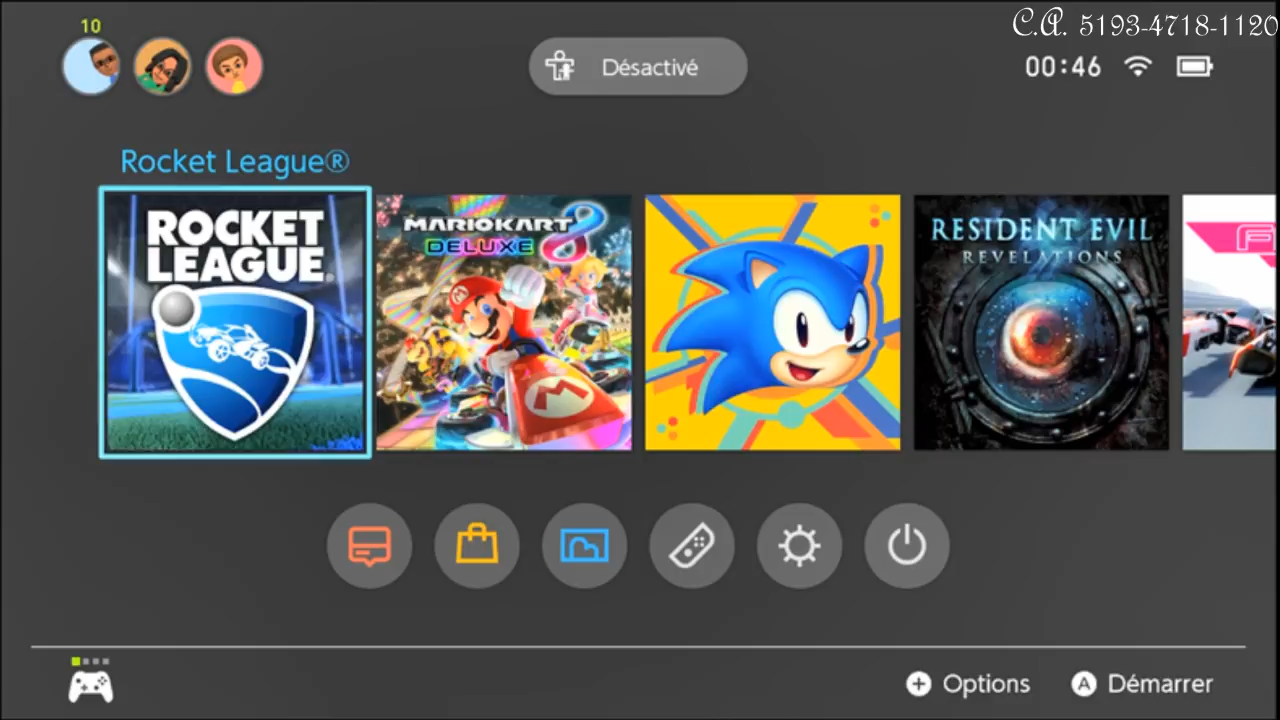 C.A. 5193-4718-1120
10
Désactivé
00:46
Rocket League®
ROCKET
LEAGUE®
MARIOKART 8
DELUXE
M
M
RESIDENT EVIL
REVELATIONS
+ Options
A Démarrer